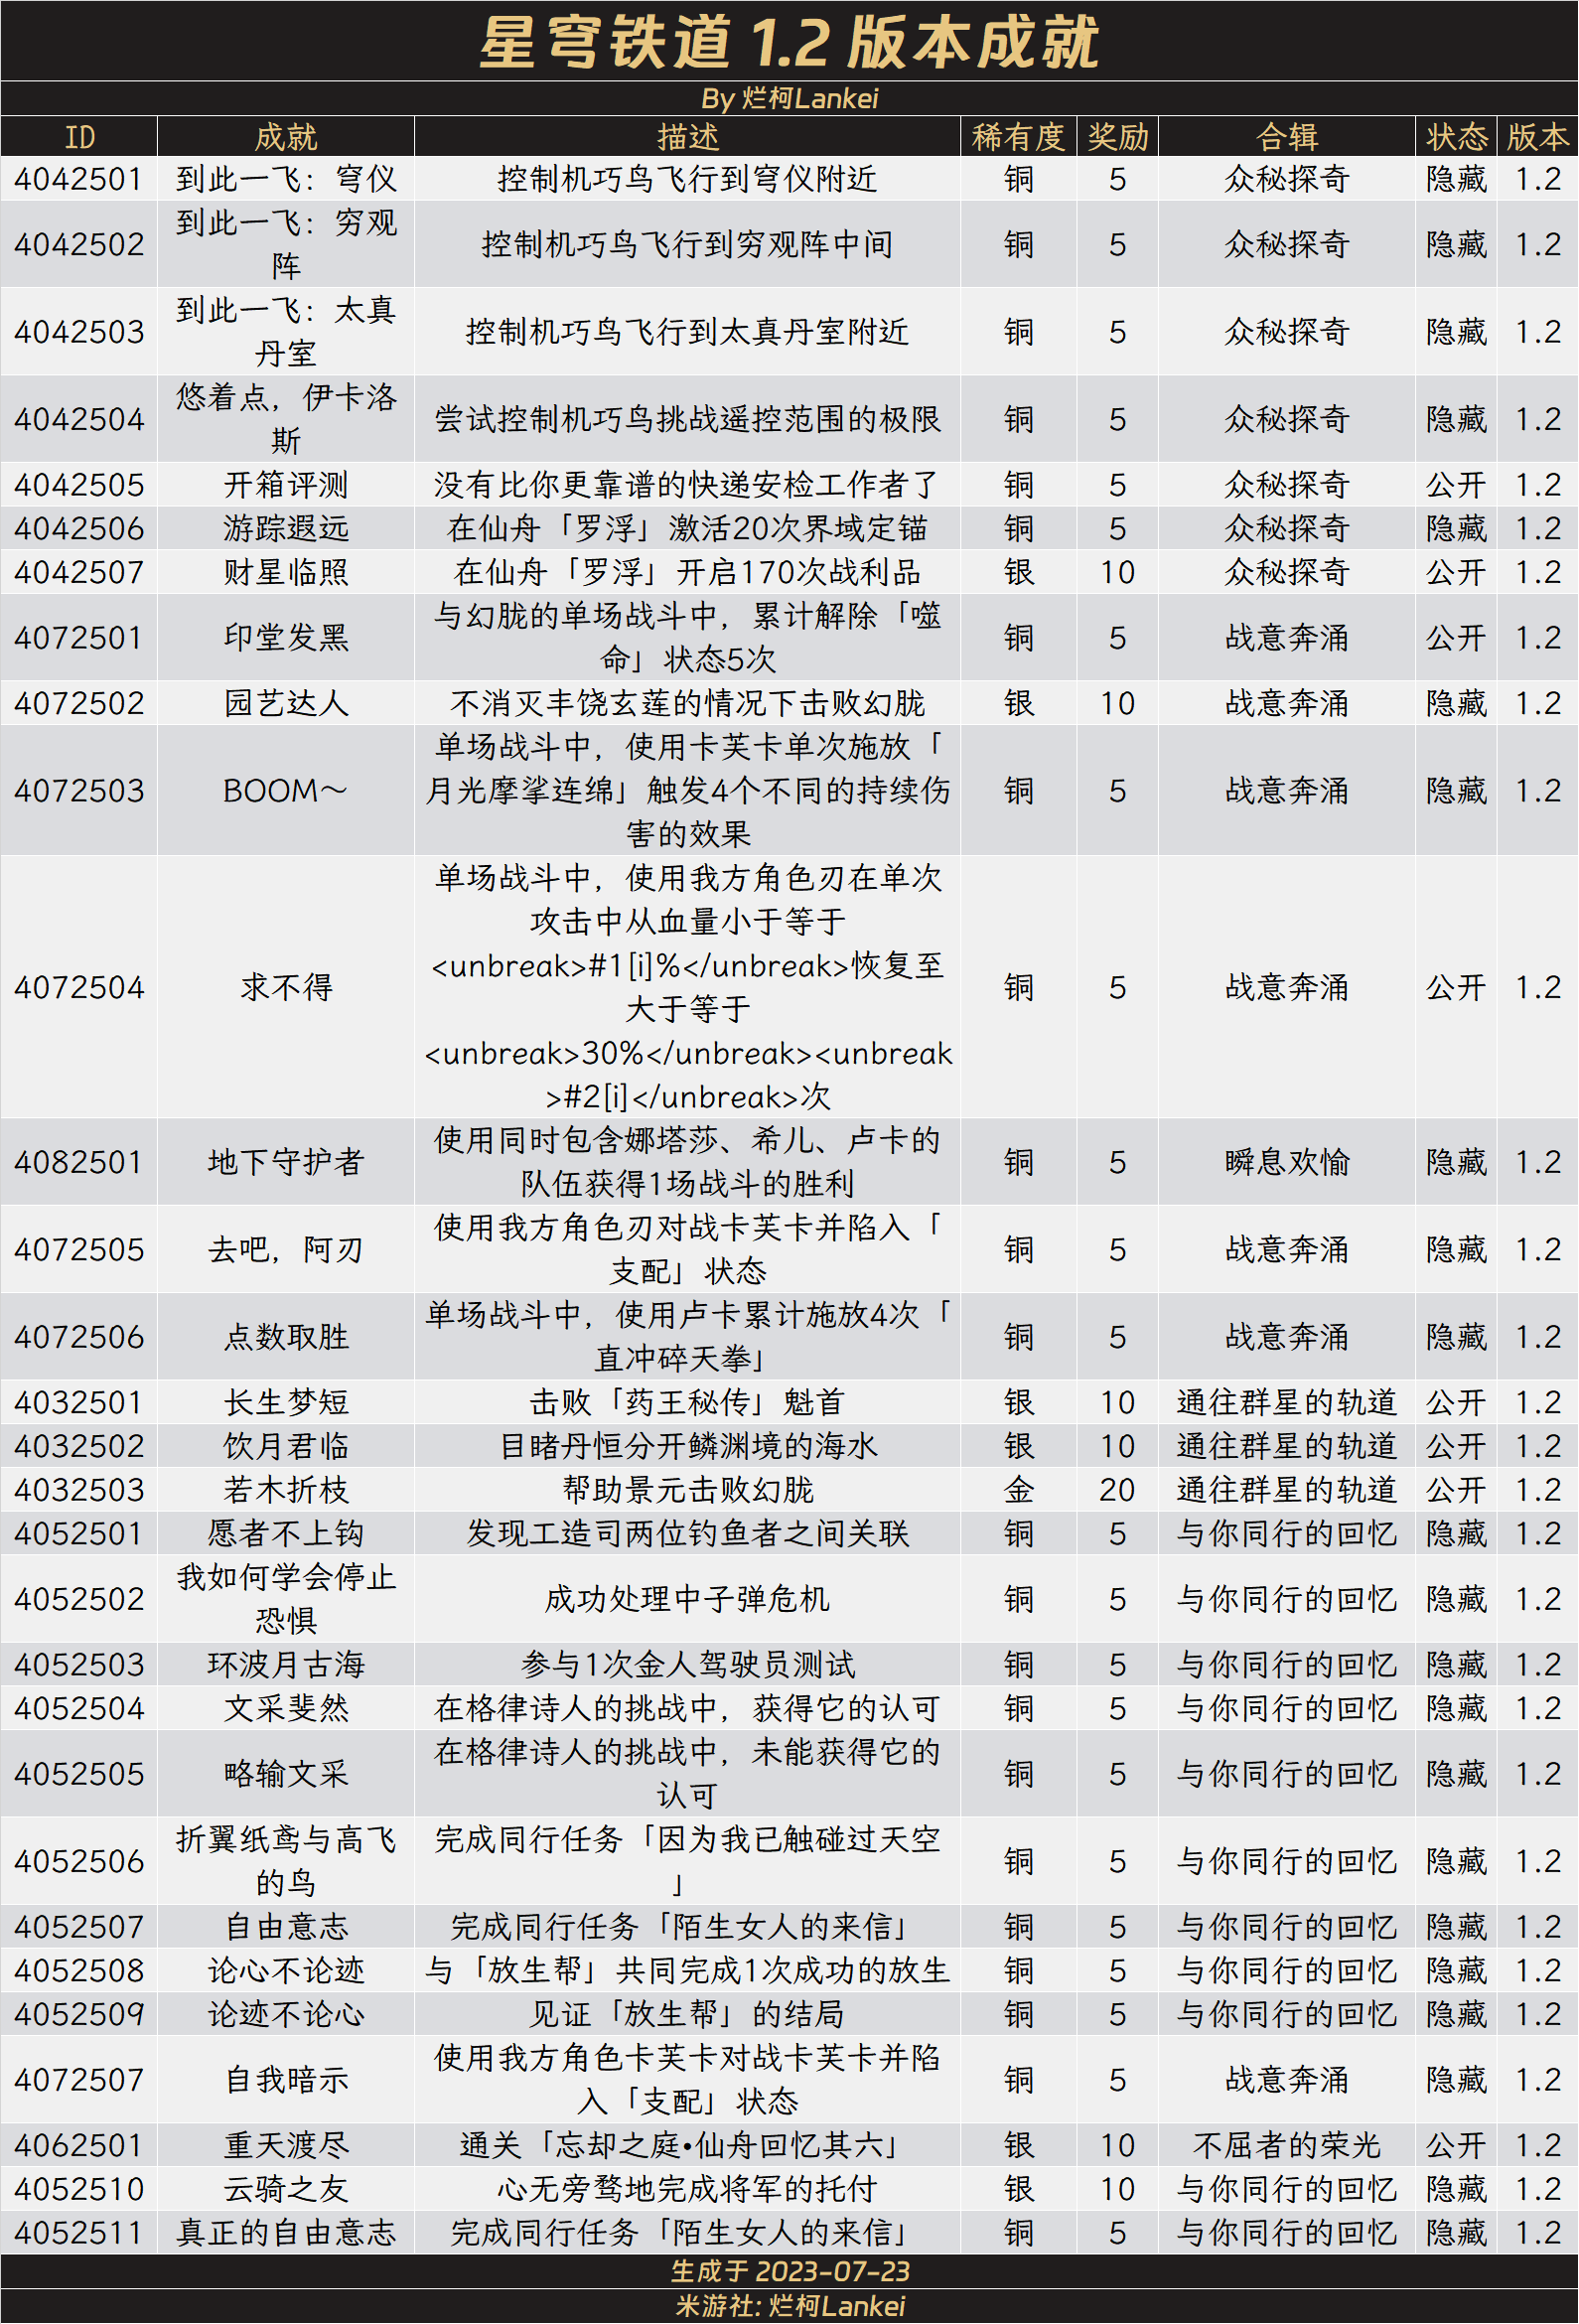 星穹铁道 1.2 版本成就
By 烂柯Lankei
ID 成就 描述 稀有度 奖励 合辑 状态 版本
4042501 到此一飞：穹仪 控制机巧鸟飞行到穹仪附近 铜 5 众秘探奇 隐藏 1.2
4042502 到此一飞：穷观
阵 控制机巧鸟飞行到穷观阵中间 铜 5 众秘探奇 隐藏 1.2
4042503 到此一飞：太真
丹室 控制机巧鸟飞行到太真丹室附近 铜 5 众秘探奇 隐藏 1.2
4042504 悠着点，伊卡洛
斯 尝试控制机巧鸟挑战遥控范围的极限 铜 5 众秘探奇 隐藏 1.2
4042505 开箱评测 没有比你更靠谱的快递安检工作者了 铜 5 众秘探奇 公开 1.2
4042506 游踪遐远 在仙舟「罗浮」激活20次界域定锚 铜 5 众秘探奇 隐藏 1.2
4042507 财星临照 在仙舟「罗浮」开启170次战利品 银 10 众秘探奇 公开 1.2
4072501 印堂发黑 与幻胧的单场战斗中，累计解除「噬
命」状态5次 铜 5 战意奔涌 公开 1.2
4072502 园艺达人 不消灭丰饶玄莲的情况下击败幻胧 银 10 战意奔涌 隐藏 1.2
4072503 BOOM～ 单场战斗中，使用卡芙卡单次施放「
月光摩挲连绵」触发4个不同的持续伤
害的效果 铜 5 战意奔涌 隐藏 1.2
4072504 求不得 单场战斗中，使用我方角色刃在单次
攻击中从血量小于等于
<unbreak>#1[i]%</unbreak>恢复至
大于等于
<unbreak>30%</unbreak><unbreak
>#2[i]</unbreak>次 铜 5 战意奔涌 公开 1.2
4082501 地下守护者 使用同时包含娜塔莎、希儿、卢卡的
队伍获得1场战斗的胜利 铜 5 瞬息欢愉 隐藏 1.2
4072505 去吧，阿刃 使用我方角色刃对战卡芙卡并陷入「
支配」状态 铜 5 战意奔涌 隐藏 1.2
4072506 点数取胜 单场战斗中，使用卢卡累计施放4次「
直冲碎天拳」 铜 5 战意奔涌 隐藏 1.2
4032501 长生梦短 击败「药王秘传」魁首 银 10 通往群星的轨道 公开 1.2
4032502 饮月君临 目睹丹恒分开鳞渊境的海水 银 10 通往群星的轨道 公开 1.2
4032503 若木折枝 帮助景元击败幻胧 金 20 通往群星的轨道 公开 1.2
4052501 愿者不上钩 发现工造司两位钓鱼者之间关联 铜 5 与你同行的回忆 隐藏 1.2
4052502 我如何学会停止
恐惧 成功处理中子弹危机 铜 5 与你同行的回忆 隐藏 1.2
4052503 环波月古海 参与1次金人驾驶员测试 铜 5 与你同行的回忆 隐藏 1.2
4052504 文采斐然 在格律诗人的挑战中，获得它的认可 铜 5 与你同行的回忆 隐藏 1.2
4052505 略输文采 在格律诗人的挑战中，未能获得它的
认可 铜 5 与你同行的回忆 隐藏 1.2
4052506 折翼纸鸢与高飞
的鸟 完成同行任务「因为我已触碰过天空
」 铜 5 与你同行的回忆 隐藏 1.2
4052507 自由意志 完成同行任务「陌生女人的来信」 铜 5 与你同行的回忆 隐藏 1.2
4052508 论心不论迹 与「放生帮」共同完成1次成功的放生 铜 5 与你同行的回忆 隐藏 1.2
4052509 论迹不论心 见证「放生帮」的结局 铜 5 与你同行的回忆 隐藏 1.2
4072507 自我暗示 使用我方角色卡芙卡对战卡芙卡并陷
入「支配」状态 铜 5 战意奔涌 隐藏 1.2
4062501 重天渡尽 通关「忘却之庭•仙舟回忆其六」 银 10 不屈者的荣光 公开 1.2
4052510 云骑之友 心无旁骛地完成将军的托付 银 10 与你同行的回忆 隐藏 1.2
4052511 真正的自由意志 完成同行任务「陌生女人的来信」 铜 5 与你同行的回忆 隐藏 1.2
生成于 2023-07-23
米游社: 烂柯Lankei